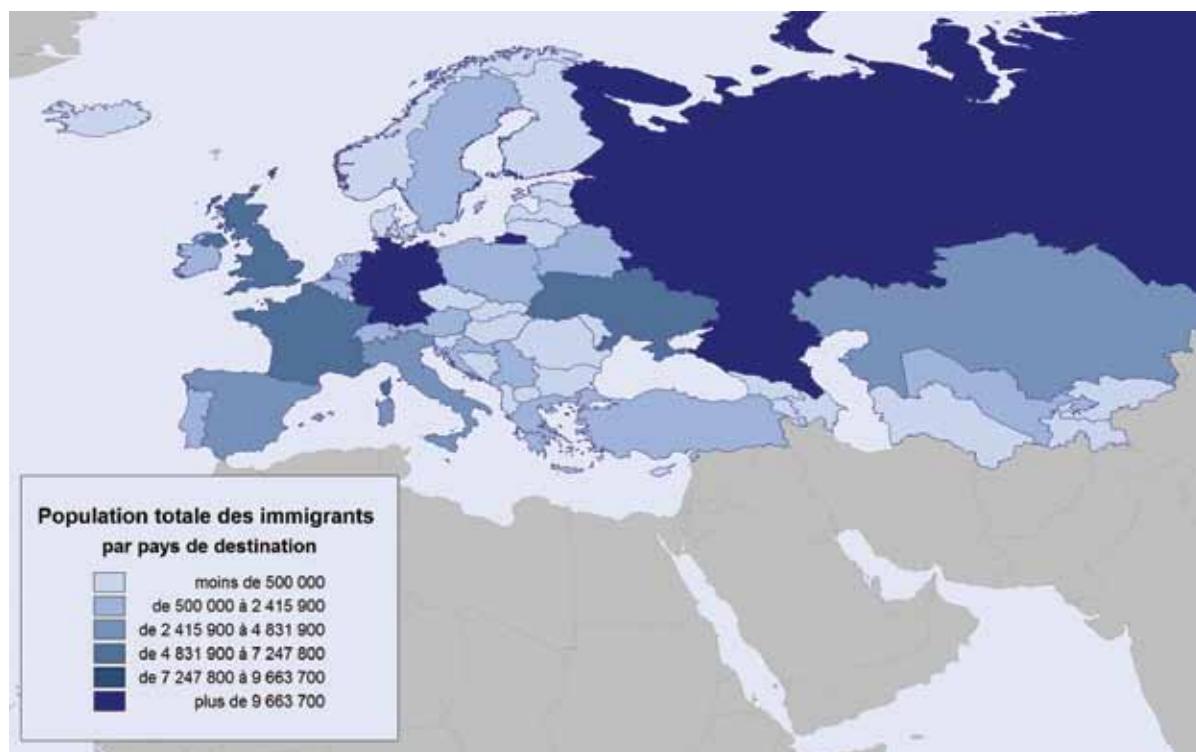 Population totale des immigrants
par pays de destination
moins de 500 000
de 500 000 à 2 415 900
de 2 415 900 à 4 831 900
de 4 831 900 à 7 247 800
de 7 247 800 à 9 663 700
plus de 9 663 700